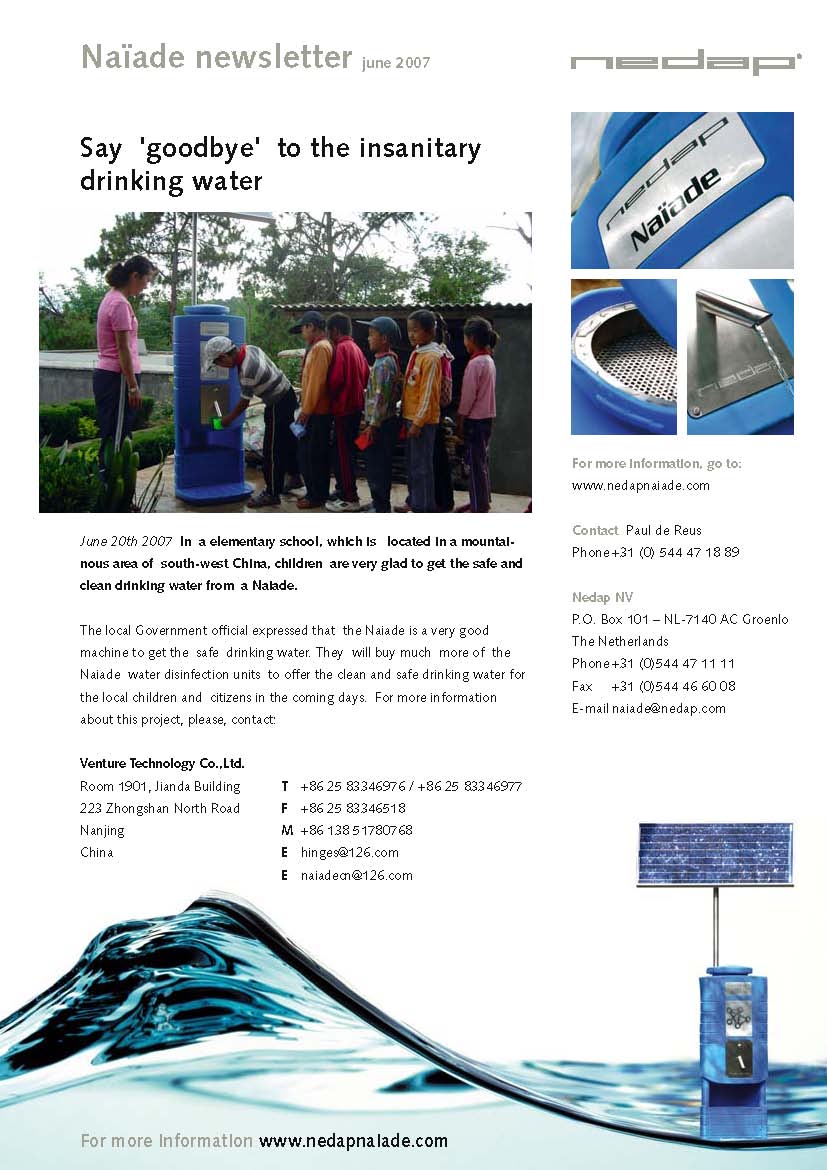 Naïade newsletter june 2007
nedap
Say 'goodbye' to the insanitary
drinking water
nedap
Naïade
nedap
June 20th 2007 In a elementary school, which is located in a mountai-
nous area of south-west China, children are very glad to get the safe and
clean drinking water from a Naiade.
The local Government official expressed that the Naiade is a very good
machine to get the safe drinking water. They will buy much more of the
Naiade water disinfection units to offer the clean and safe drinking water for
the local children and citizens in the coming days. For more information
about this project, please, contact:
Venture Technology Co.,Ltd.
Room 1901, Jianda Building
223 Zhongshan North Road
Nanjing
China
T +86 25 83346976 / +86 25 83346977
F +86 25 83346518
M +86 138 51780768
E hinges@126.com
E naiadecn@126.com
For more information, go to:
www.nedapnaiade.com
Contact Paul de Reus
Phone +31 (0) 544 47 18 89
Nedap NV
P.O. Box 101 – NL-7140 AC Groenlo
The Netherlands
Phone +31 (0)544 47 11 11
Fax +31 (0)544 46 60 08
E-mail naiade@nedap.com
For more information www.nedapnaiade.com